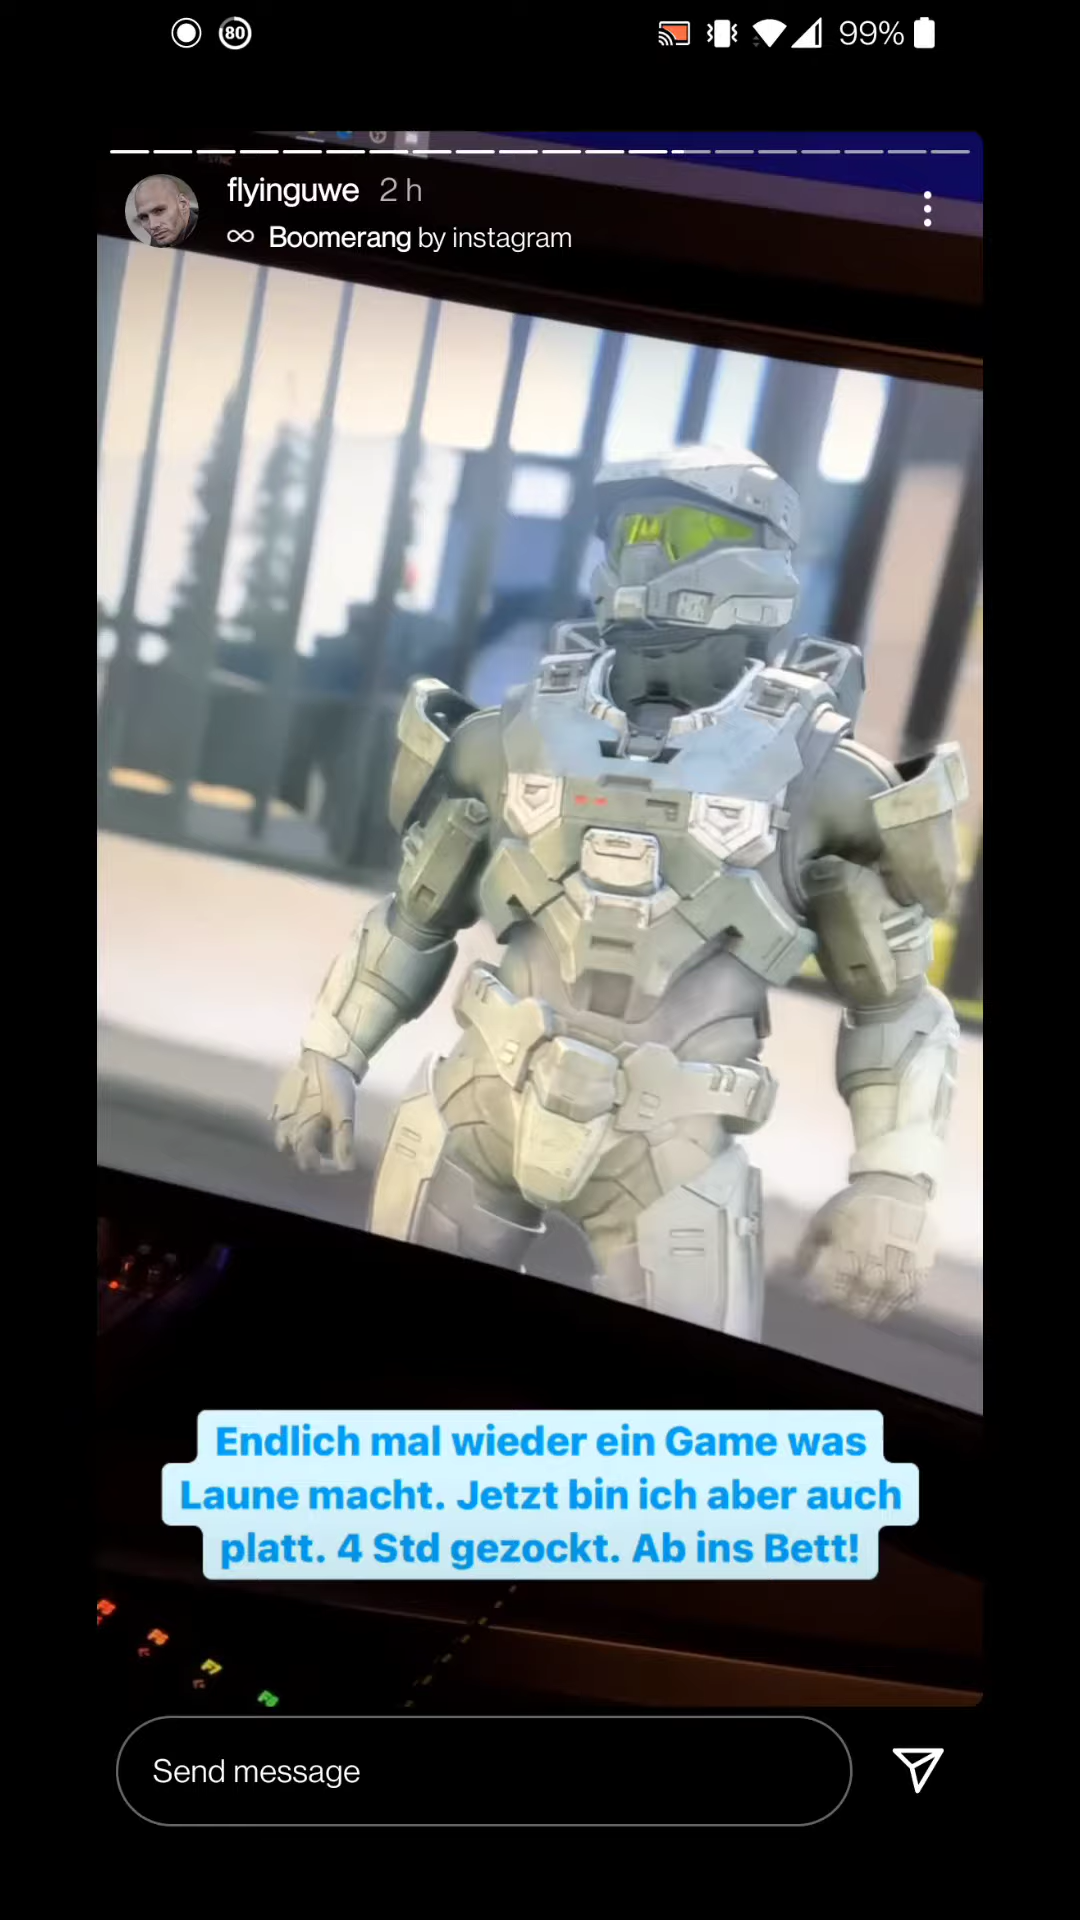 80
99%
flyinguwe 2 h
Boomerang by instagram
Endlich mal wieder ein Game was
Laune macht. Jetzt bin ich aber auch
platt. 4 Std gezockt. Ab ins Bett!
Send message